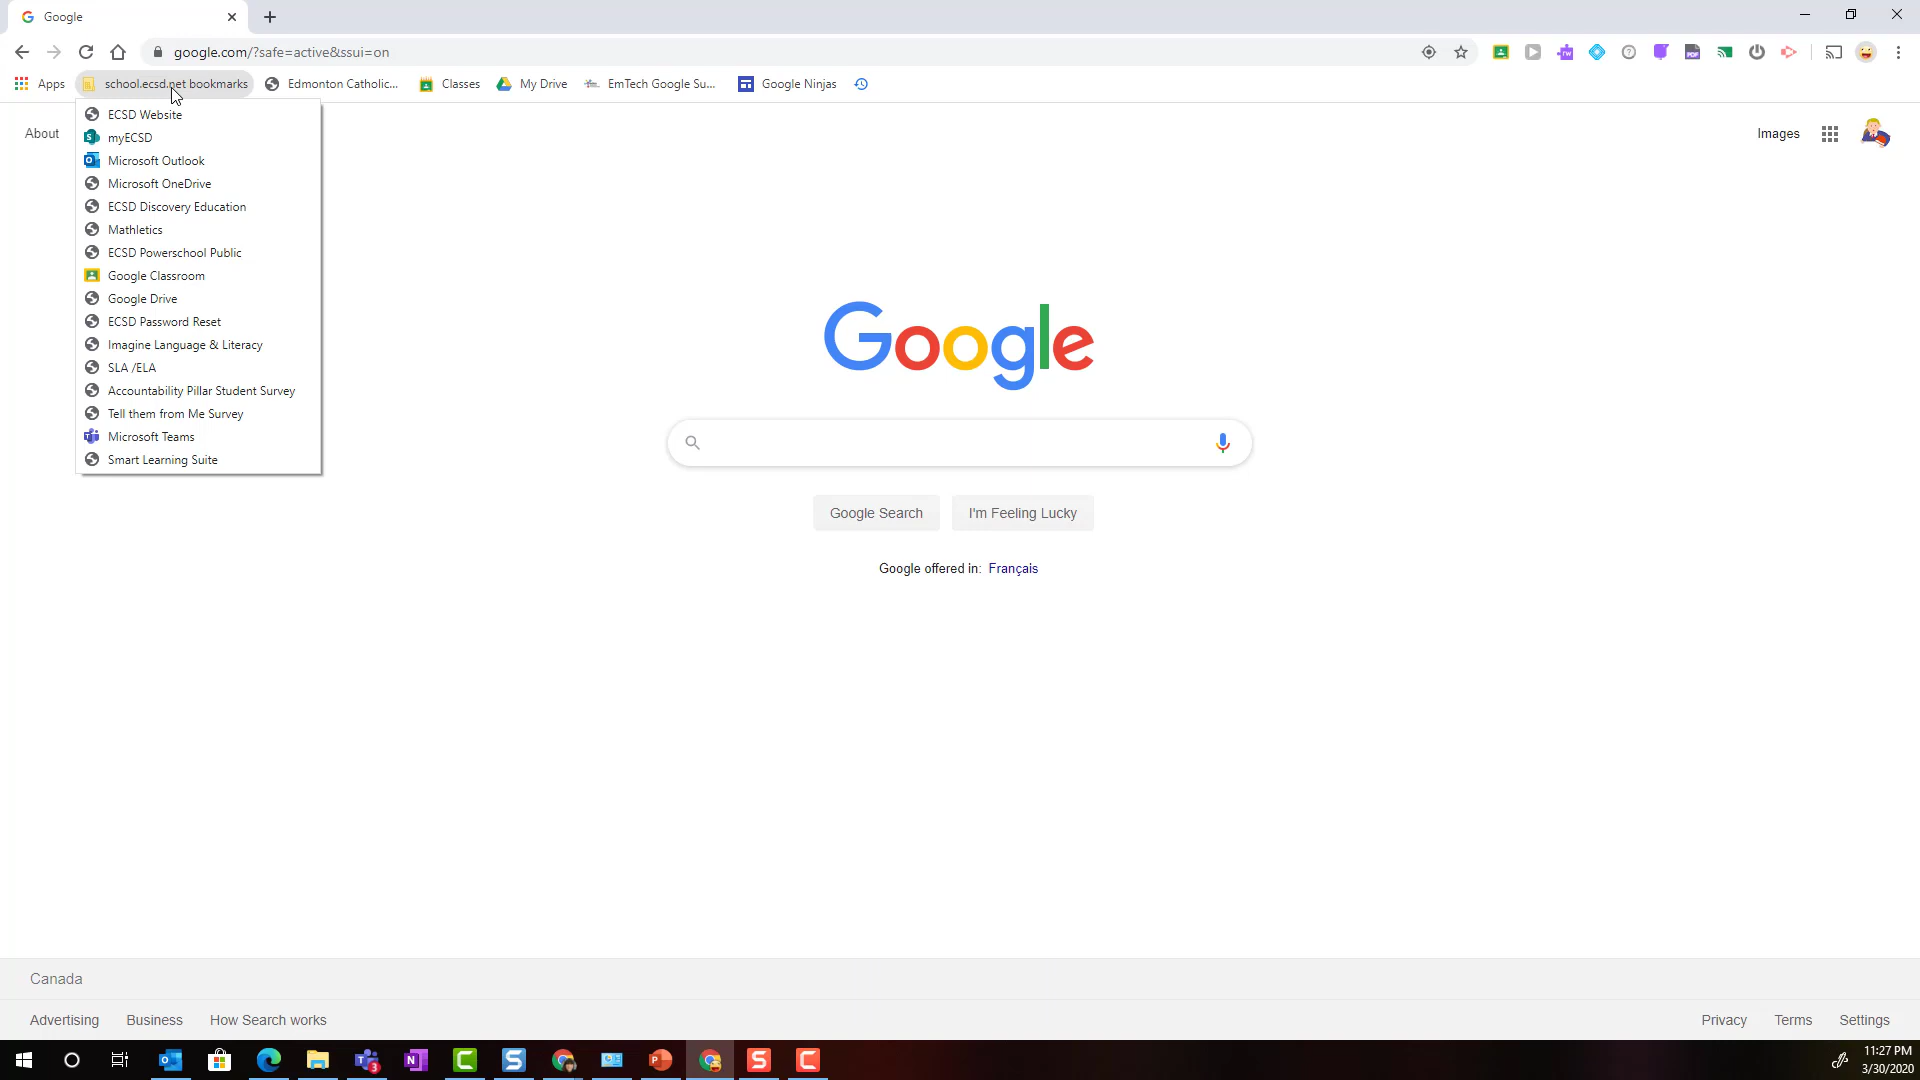 Google
google.com/?safe=active&ssui=on
Apps school.ecsd.net bookmarks Edmonton Catholic... Classes My Drive EmTech Google Su... Google Ninjas
ECSD Website
About
Images
myECSD
Microsoft Outlook
Microsoft OneDrive
ECSD Discovery Education
Mathletics
ECSD Powerschool Public
Google Classroom
Google Drive
ECSD Password Reset
Imagine Language & Literacy
SLA /ELA
Accountability Pillar Student Survey
Tell them from Me Survey
Microsoft Teams
Smart Learning Suite
Google
Google Search I'm Feeling Lucky
Google offered in: Français
Canada
Advertising Business How Search works Privacy Terms Settings
11:27 PM
3/30/2020